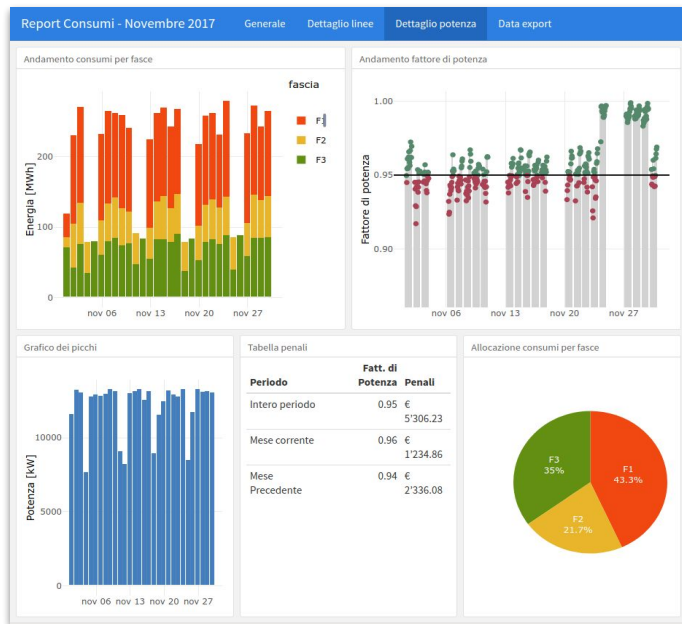 Report Consumi - Novembre 2017
Generale
Dettaglio linee
Dettaglio potenza
Data export
Andamento consumi per fasce
fascia
F1
F2
F3
Energia [MWh]
200
100
0
nov 06
nov 13
nov 20
nov 27
Andamento fattore di potenza
Fattore di potenza
1.00
0.95
0.90
nov 06
nov 13
nov 20
nov 27
Grafico dei picchi
Potenza [kW]
10000
5000
0
nov 06
nov 13
nov 20
nov 27
Tabella penali
Fatt. di
Periodo Potenza Penali
Intero periodo 0.95 €
5'306.23
Mese corrente 0.96 €
1'234.86
Mese 0.94 €
Precedente 2'336.08
Allocazione consumi per fasce
F3
35%
F1
43.3%
F2
21.7%